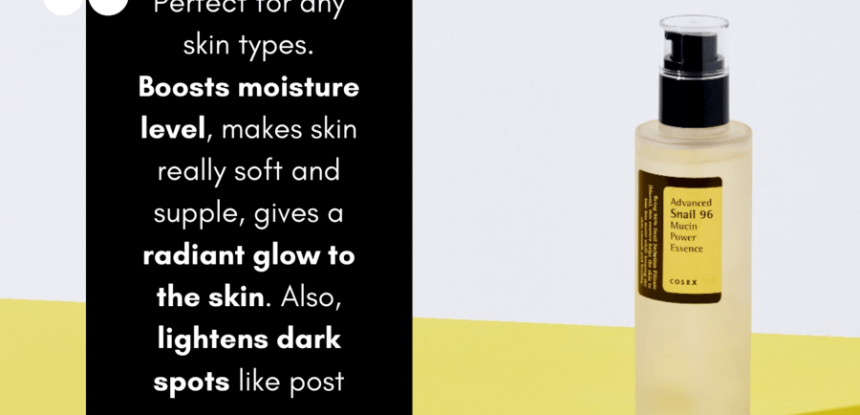 Perfect for any
skin types.
Boosts moisture
level, makes skin
really soft and
supple, gives a
radiant glow to
the skin. Also,
lightens dark
spots like post
Advanced
Snail 96
Mucin
Power
Essence
COSRX